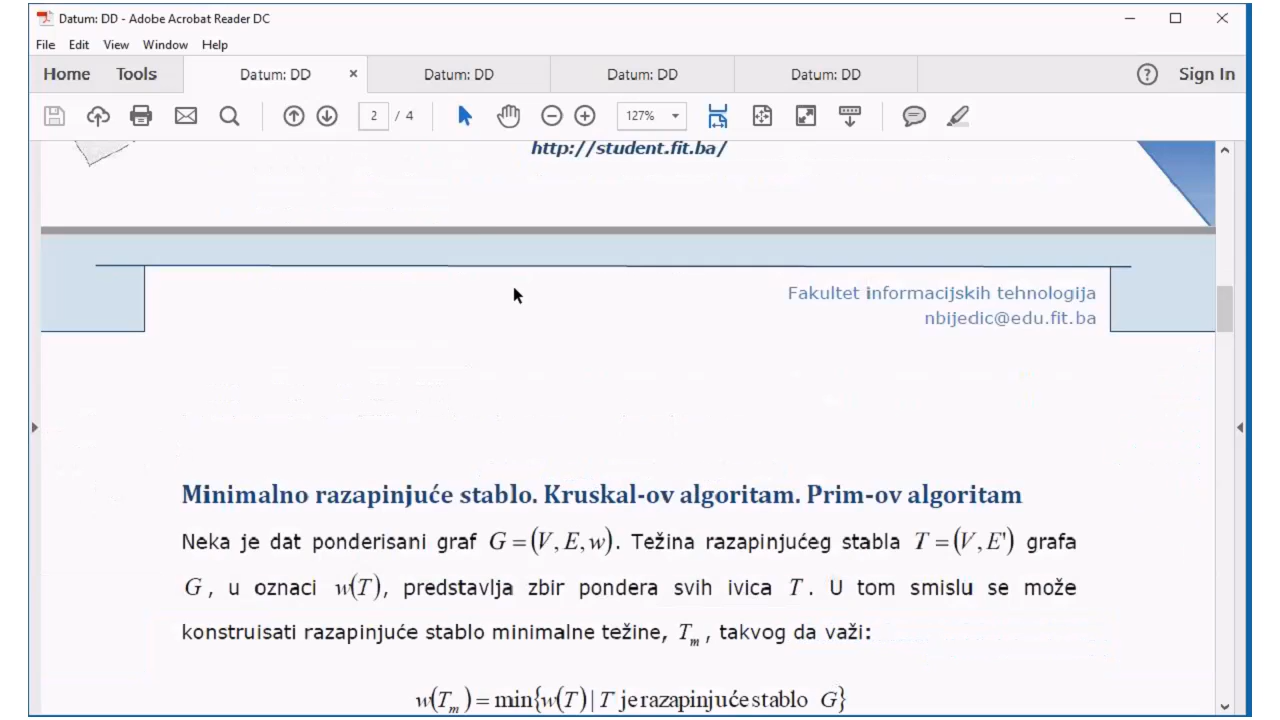 Datum: DD - Adobe Acrobat Reader DC
File Edit View Window Help
Home Tools Datum: DD × Datum: DD Datum: DD Datum: DD ? Sign In
2 / 4 127%
http://student.fit.ba/
Fakultet informacijskih tehnologija
nbijedic@edu.fit.ba
Minimalno razapinjuće stablo. Kruskal-ov algoritam. Prim-ov algoritam
Neka je dat ponderisani graf G = (V, E, w). Težina razapinjućeg stabla T = (V, E') grafa
G , u oznaci w(T), predstavlja zbir pondera svih ivica T . U tom smislu se može
konstruisati razapinjuće stablo minimalne težine, Tₘ , takvog da važi:
w(Tₘ) = min{w(T) | T je razapinjuće stablo G}